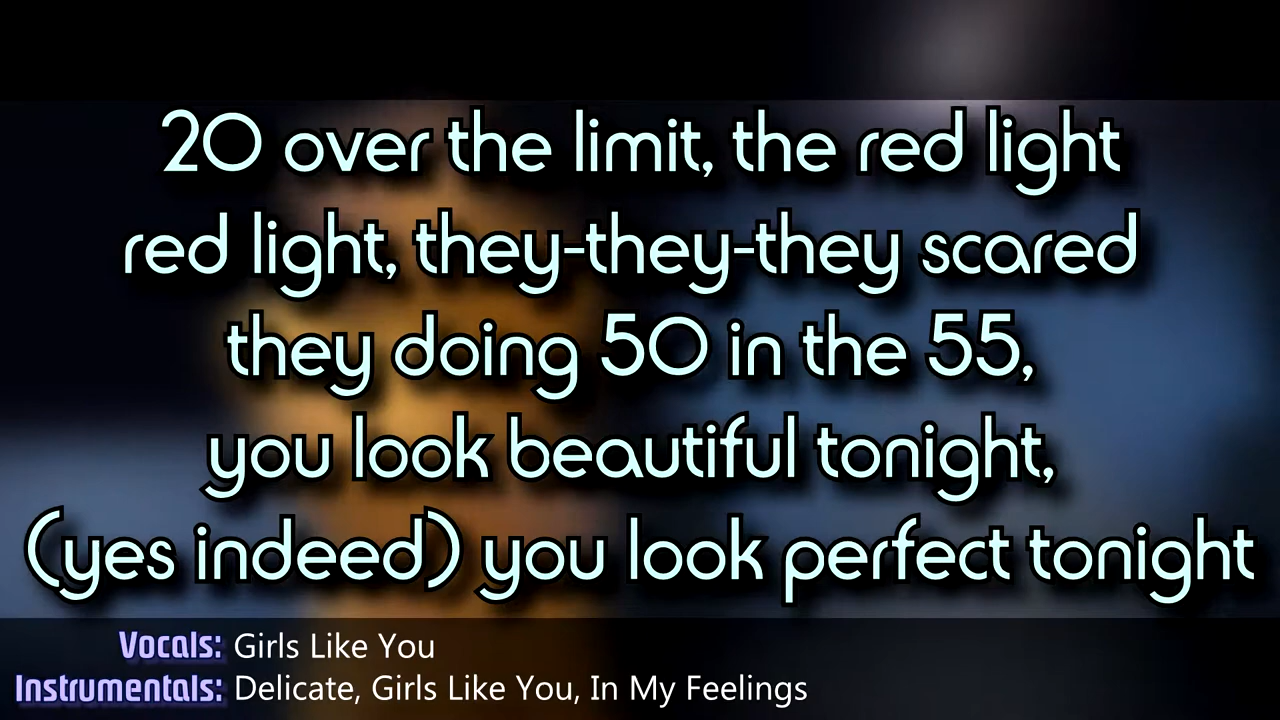 20 over the limit, the red light
red light, they-they-they scared
they doing 50 in the 55,
you look beautiful tonight,
(yes indeed) you look perfect tonight
Vocals: Girls Like You
Instrumentals: Delicate, Girls Like You, In My Feelings